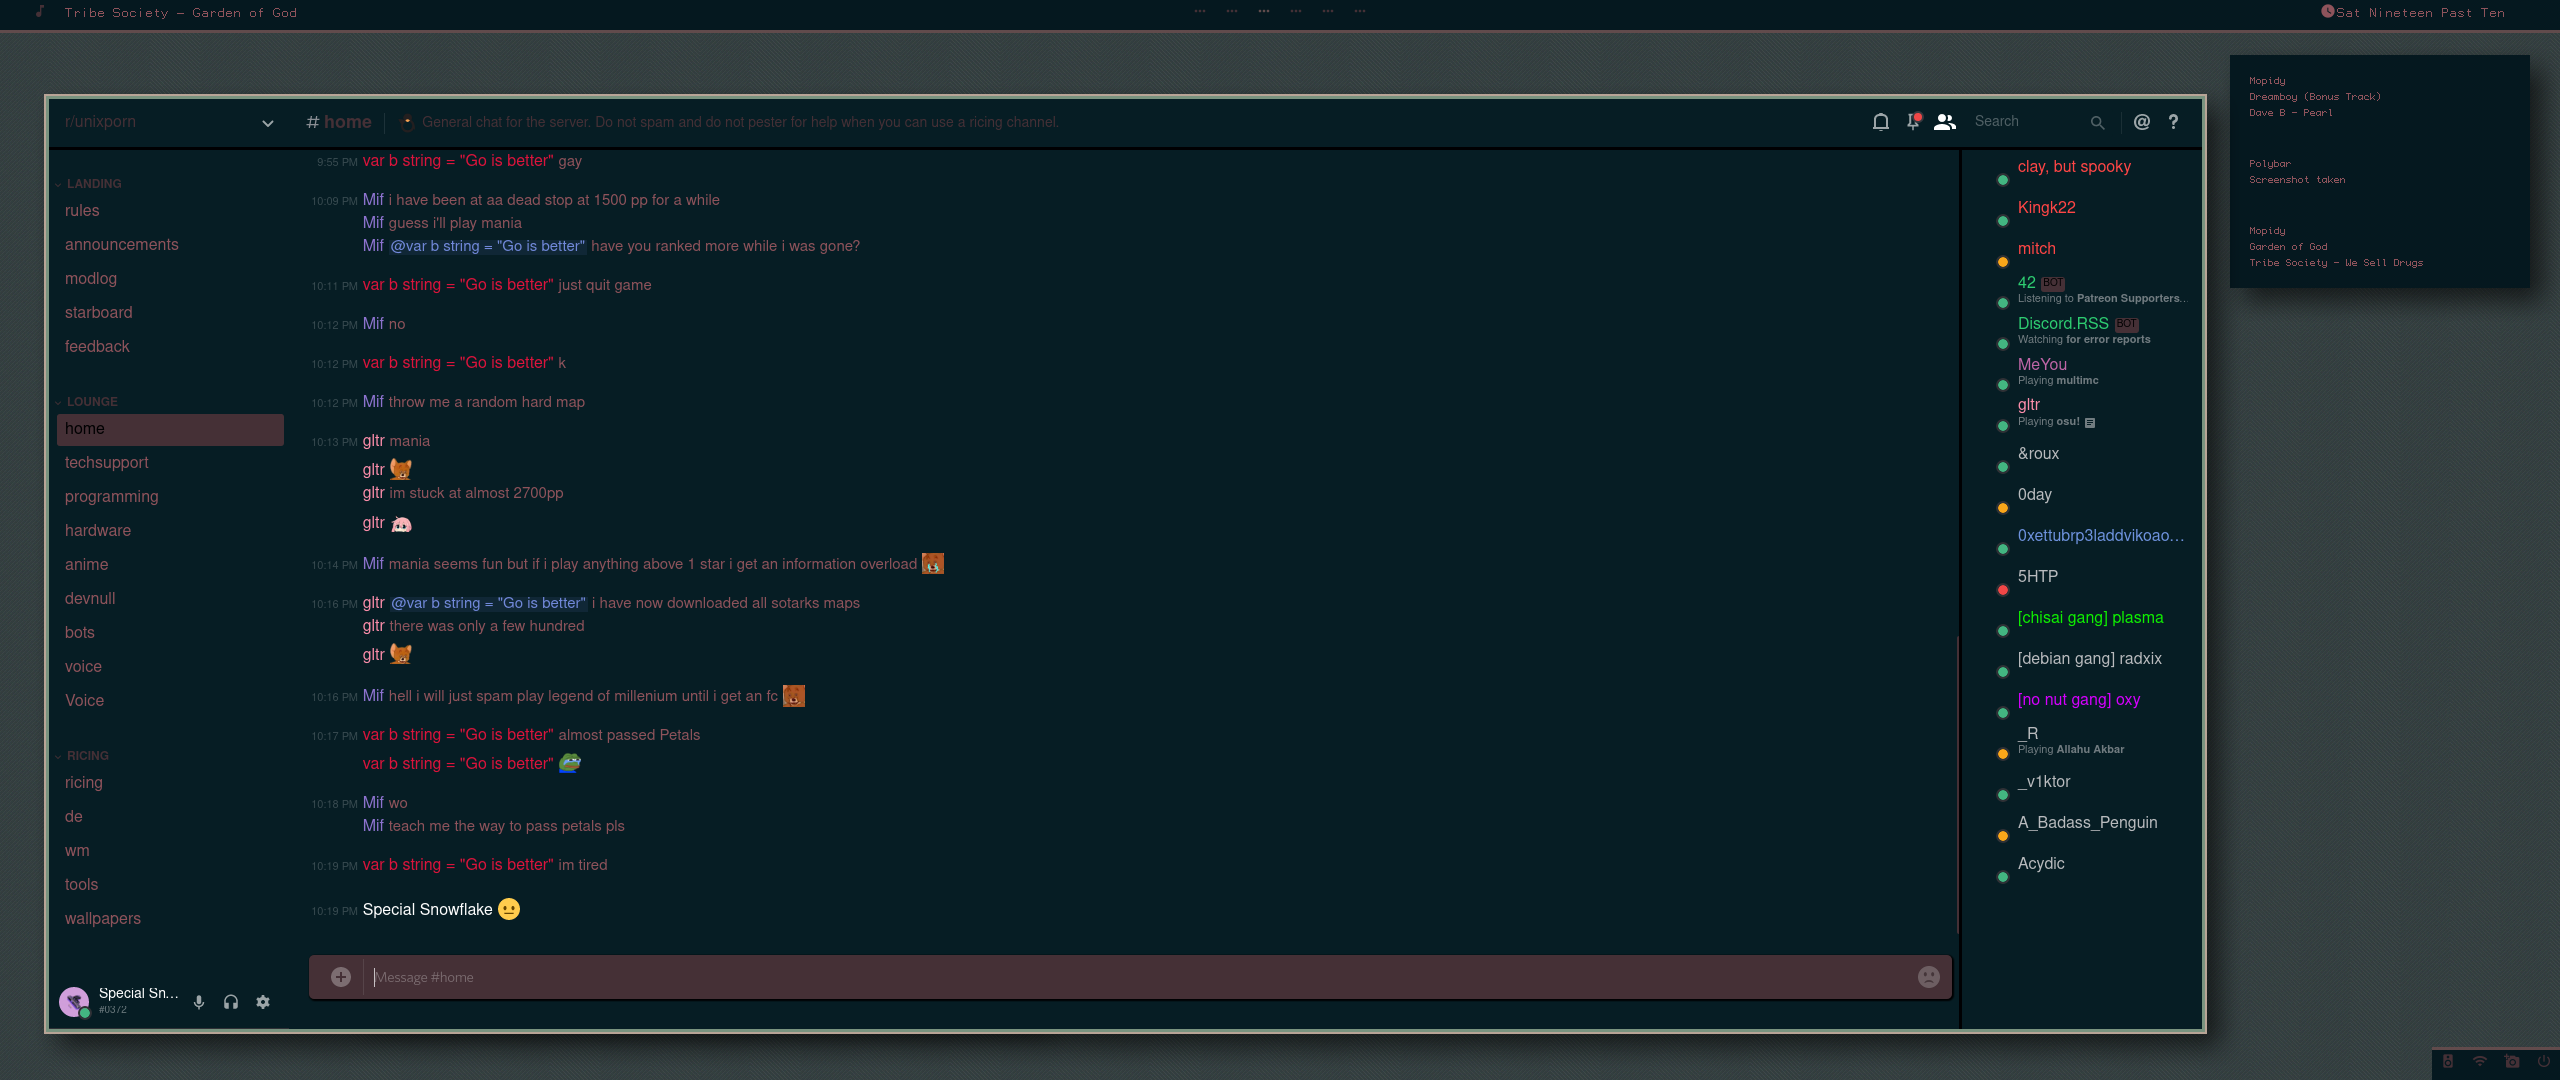 Tribe Society - Garden of God
Sat Nineteen Past Ten
r/unixporn
# home
General chat for the server. Do not spam and do not pester for help when you can use a ricing channel.
Search
@ ?
LANDING
rules
announcements
modlog
starboard
feedback
LOUNGE
home
techsupport
programming
hardware
anime
devnull
bots
voice
Voice
RICING
ricing
de
wm
tools
wallpapers
Special Sn...
#0372
9:55 PM var b string = "Go is better" gay
10:09 PM Mif i have been at aa dead stop at 1500 pp for a while
Mif guess i'll play mania
Mif @var b string = "Go is better" have you ranked more while i was gone?
10:11 PM var b string = "Go is better" just quit game
10:12 PM Mif no
10:12 PM var b string = "Go is better" k
10:12 PM Mif throw me a random hard map
10:13 PM gltr mania
gltr
gltr im stuck at almost 2700pp
gltr
10:14 PM Mif mania seems fun but if i play anything above 1 star i get an information overload
10:16 PM gltr @var b string = "Go is better" i have now downloaded all sotarks maps
gltr there was only a few hundred
gltr
10:16 PM Mif hell i will just spam play legend of millenium until i get an fc
10:17 PM var b string = "Go is better" almost passed Petals
var b string = "Go is better"
10:18 PM Mif wo
Mif teach me the way to pass petals pls
10:19 PM var b string = "Go is better" im tired
10:19 PM Special Snowflake
Message #home
clay, but spooky
Kingk22
mitch
42 BOT
Listening to Patreon Supporters...
Discord.RSS BOT
Watching for error reports
MeYou
Playing multimc
gltr
Playing osu!
&roux
0day
0xettubrp3laddvikoao...
5HTP
[chisai gang] plasma
[debian gang] radxix
[no nut gang] oxy
_R
Playing Allahu Akbar
_v1ktor
A_Badass_Penguin
Acydic
Mopidy
Dreamboy (Bonus Track)
Dave B - Pearl
Polybar
Screenshot taken
Mopidy
Garden of God
Tribe Society - We Sell Drugs